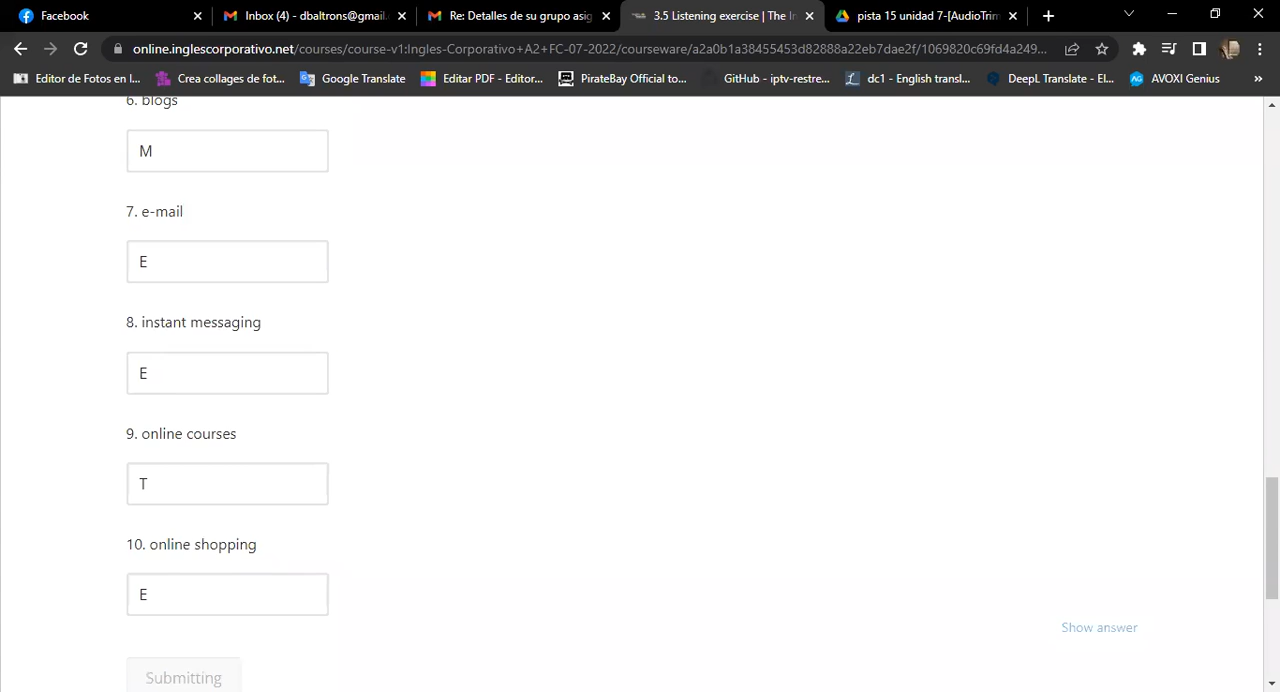 Facebook
Inbox (4) - dbaltrons@gmail.
Re: Detalles de su grupo asig
3.5 Listening exercise | The In
pista 15 unidad 7-[AudioTrim
online.inglescorporativo.net/courses/course-v1:Ingles-Corporativo+A2+FC-07-2022/courseware/a2a0b1a38455453d82888a22eb7dae2f/1069820c69fd4a249...
Editor de Fotos en l...
Crea collages de fot...
Google Translate
Editar PDF - Editor...
PirateBay Official to...
GitHub - iptv-restre...
dc1 - English transl...
DeepL Translate - El...
AVOXI Genius
»
6. blogs
M
7. e-mail
E
8. instant messaging
E
9. online courses
T
10. online shopping
E
Show answer
Submitting